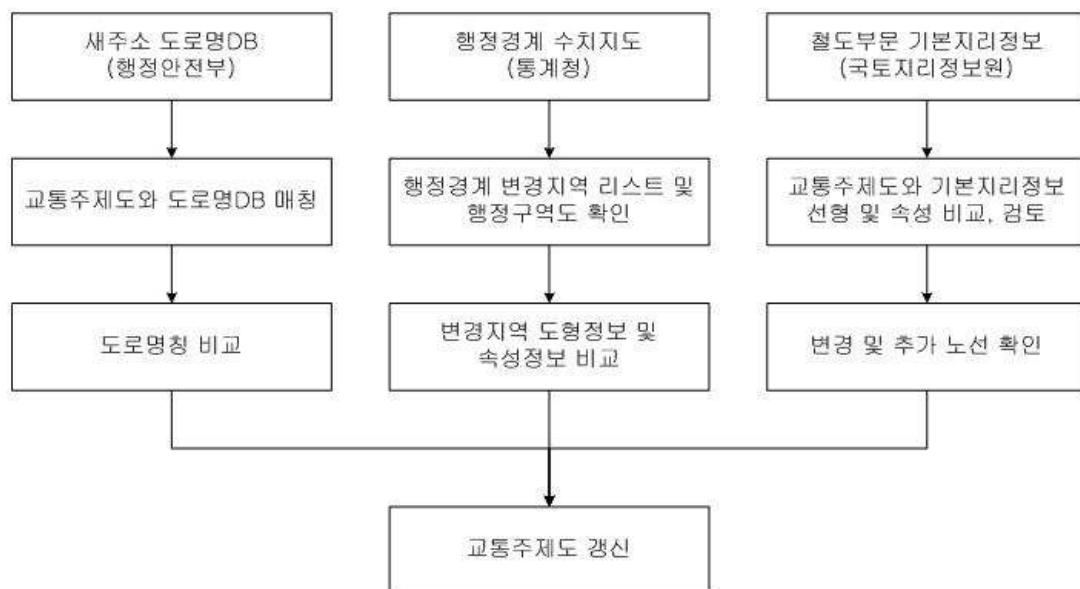 새주소 도로명DB
(행정안전부)
행정경계 수치지도
(통계청)
철도부문 기본지리정보
(국토지리정보원)
교통주제도와 도로명DB 매칭
행정경계 변경지역 리스트 및
행정구역도 확인
교통주제도와 기본지리정보
선형 및 속성 비교, 검토
도로명칭 비교
변경지역 도형정보 및
속성정보 비교
변경 및 추가 노선 확인
교통주제도 갱신